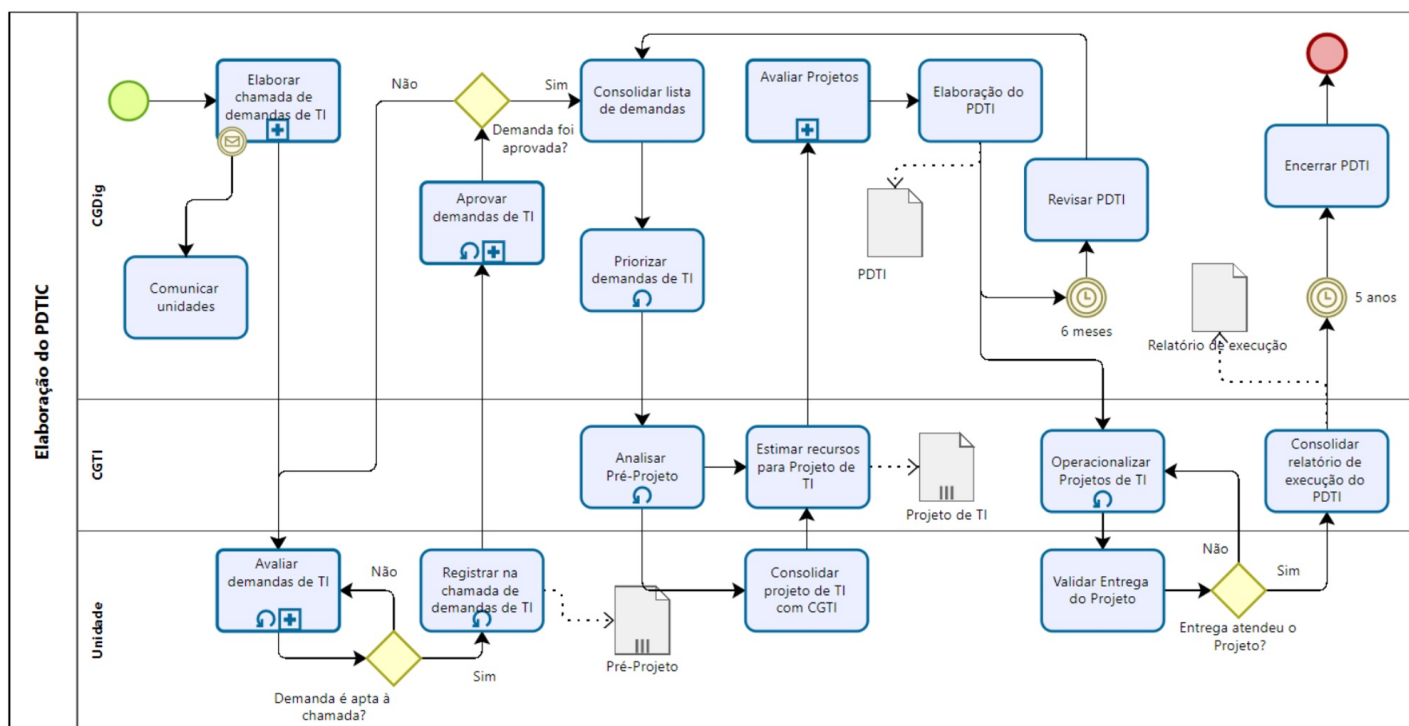 Elaboração do PDTIC
CGDig
Elaborar
chamada de
demandas de TI
Comunicar
unidades
Não
Sim
Demanda foi
aprovada?
Aprovar
demandas de TI
Consolidar lista
de demandas
Priorizar
demandas de TI
Avaliar Projetos
Elaboração do
PDTI
PDTI
Revisar PDTI
6 meses
Relatório de execução
Encerrar PDTI
5 anos
CGTI
Analisar
Pré-Projeto
Estimar recursos
para Projeto de
TI
Projeto de TI
Operacionalizar
Projetos de TI
Consolidar
relatório de
execução do
PDTI
Unidade
Avaliar
demandas de TI
Não
Demanda é apta à
chamada?
Sim
Registrar na
chamada de
demandas de TI
Pré-Projeto
Consolidar
projeto de TI
com CGTI
Validar Entrega
do Projeto
Não
Sim
Entrega atendeu o
Projeto?